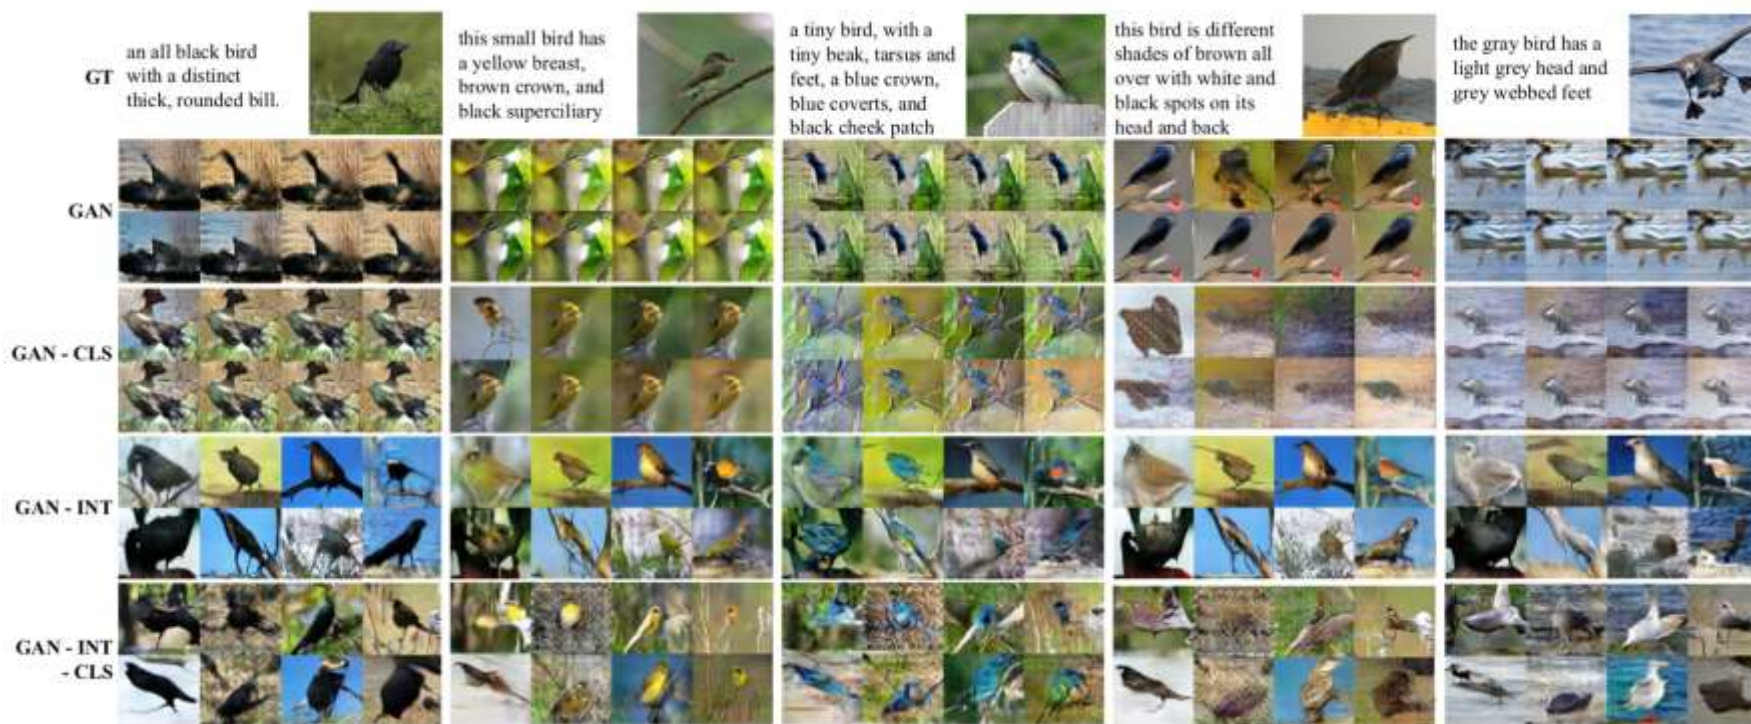 GT
an all black bird
with a distinct
thick, rounded bill.
this small bird has
a yellow breast,
brown crown, and
black superciliary
a tiny bird, with a
tiny beak, tarsus and
feet, a blue crown,
blue coverts, and
black cheek patch
this bird is different
shades of brown all
over with white and
black spots on its
head and back
the gray bird has a
light grey head and
grey webbed feet
GAN
GAN - CLS
GAN - INT
GAN - INT
- CLS